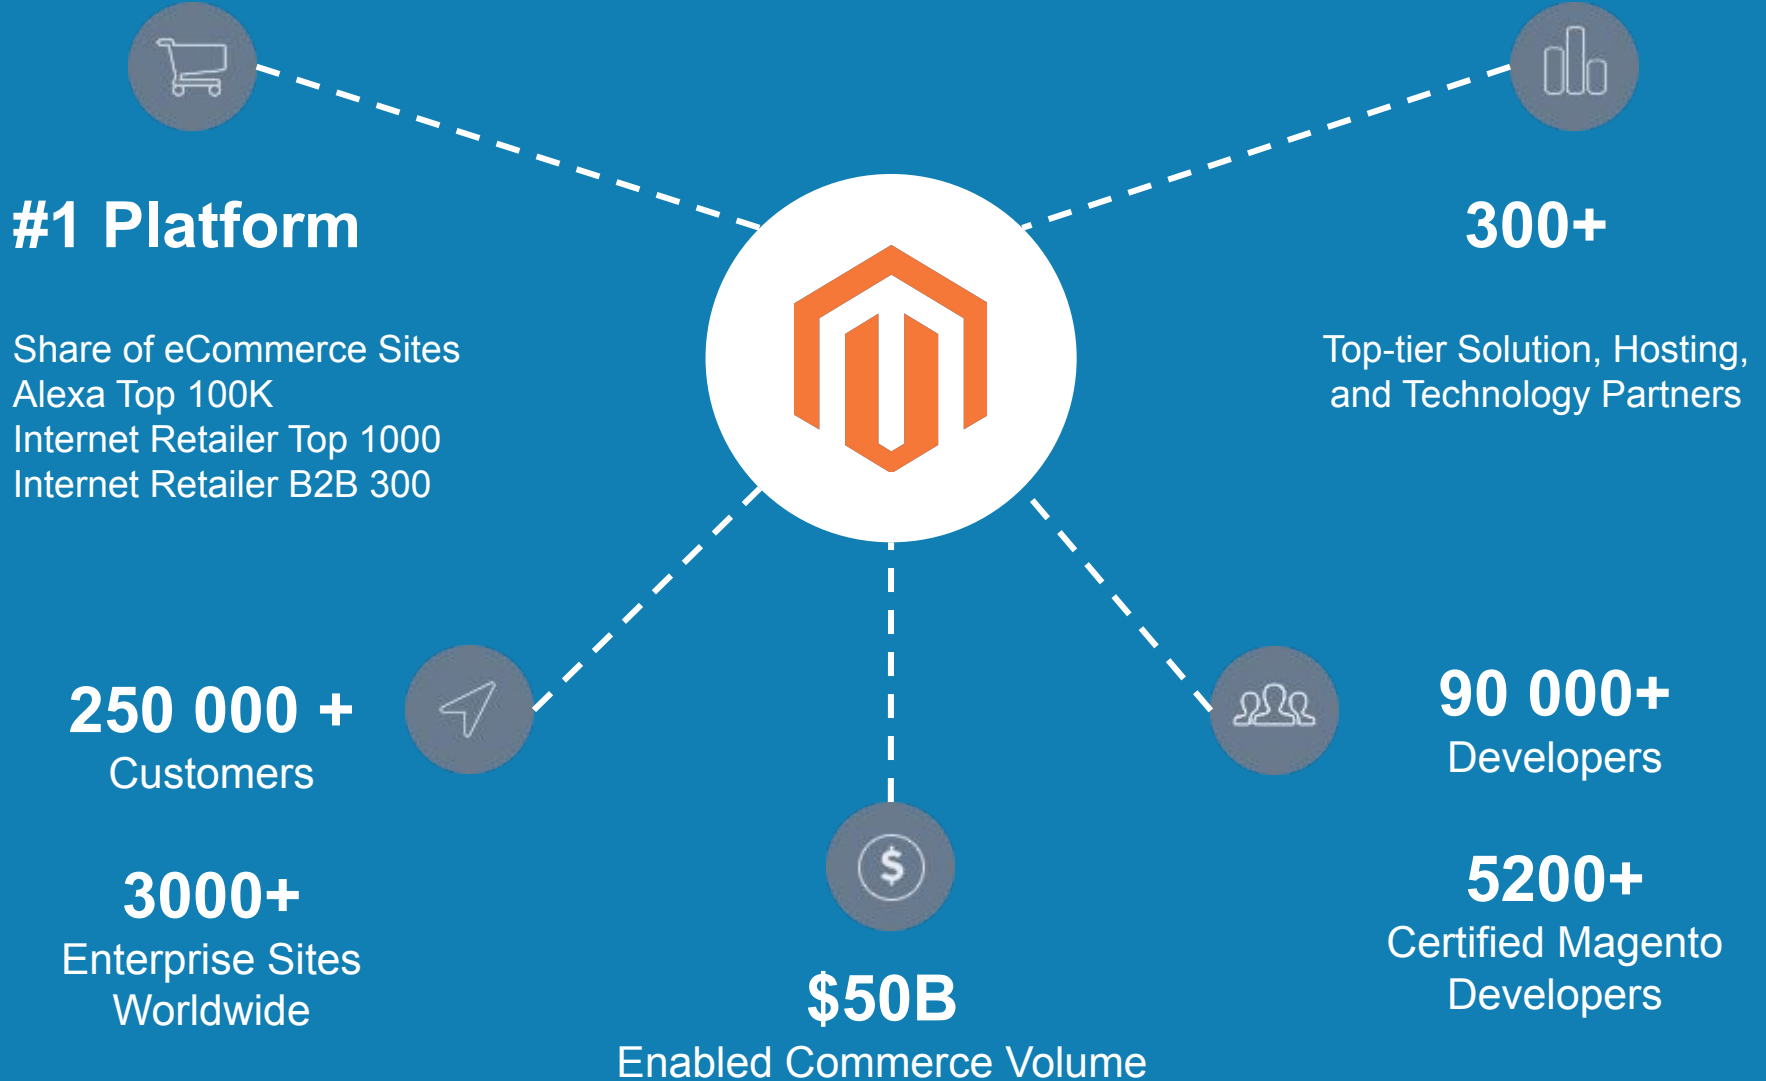 #1 Platform
Share of eCommerce Sites
Alexa Top 100K
Internet Retailer Top 1000
Internet Retailer B2B 300
300+
Top-tier Solution, Hosting,
and Technology Partners
250 000 +
Customers
3000+
Enterprise Sites
Worldwide
$
$50B
Enabled Commerce Volume
90 000+
Developers
5200+
Certified Magento
Developers